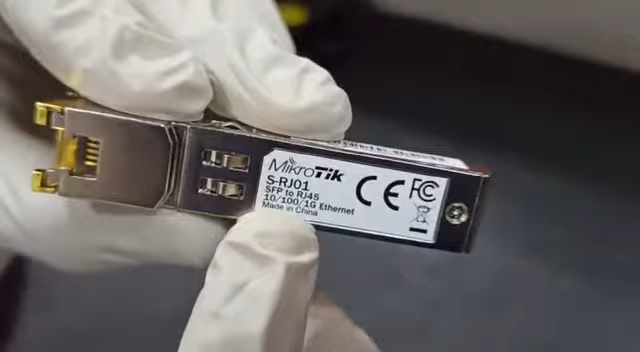 MikroTik
S-RJ01
SFP to RJ45
10/100/1G Ethernet
Made in China
CE FC